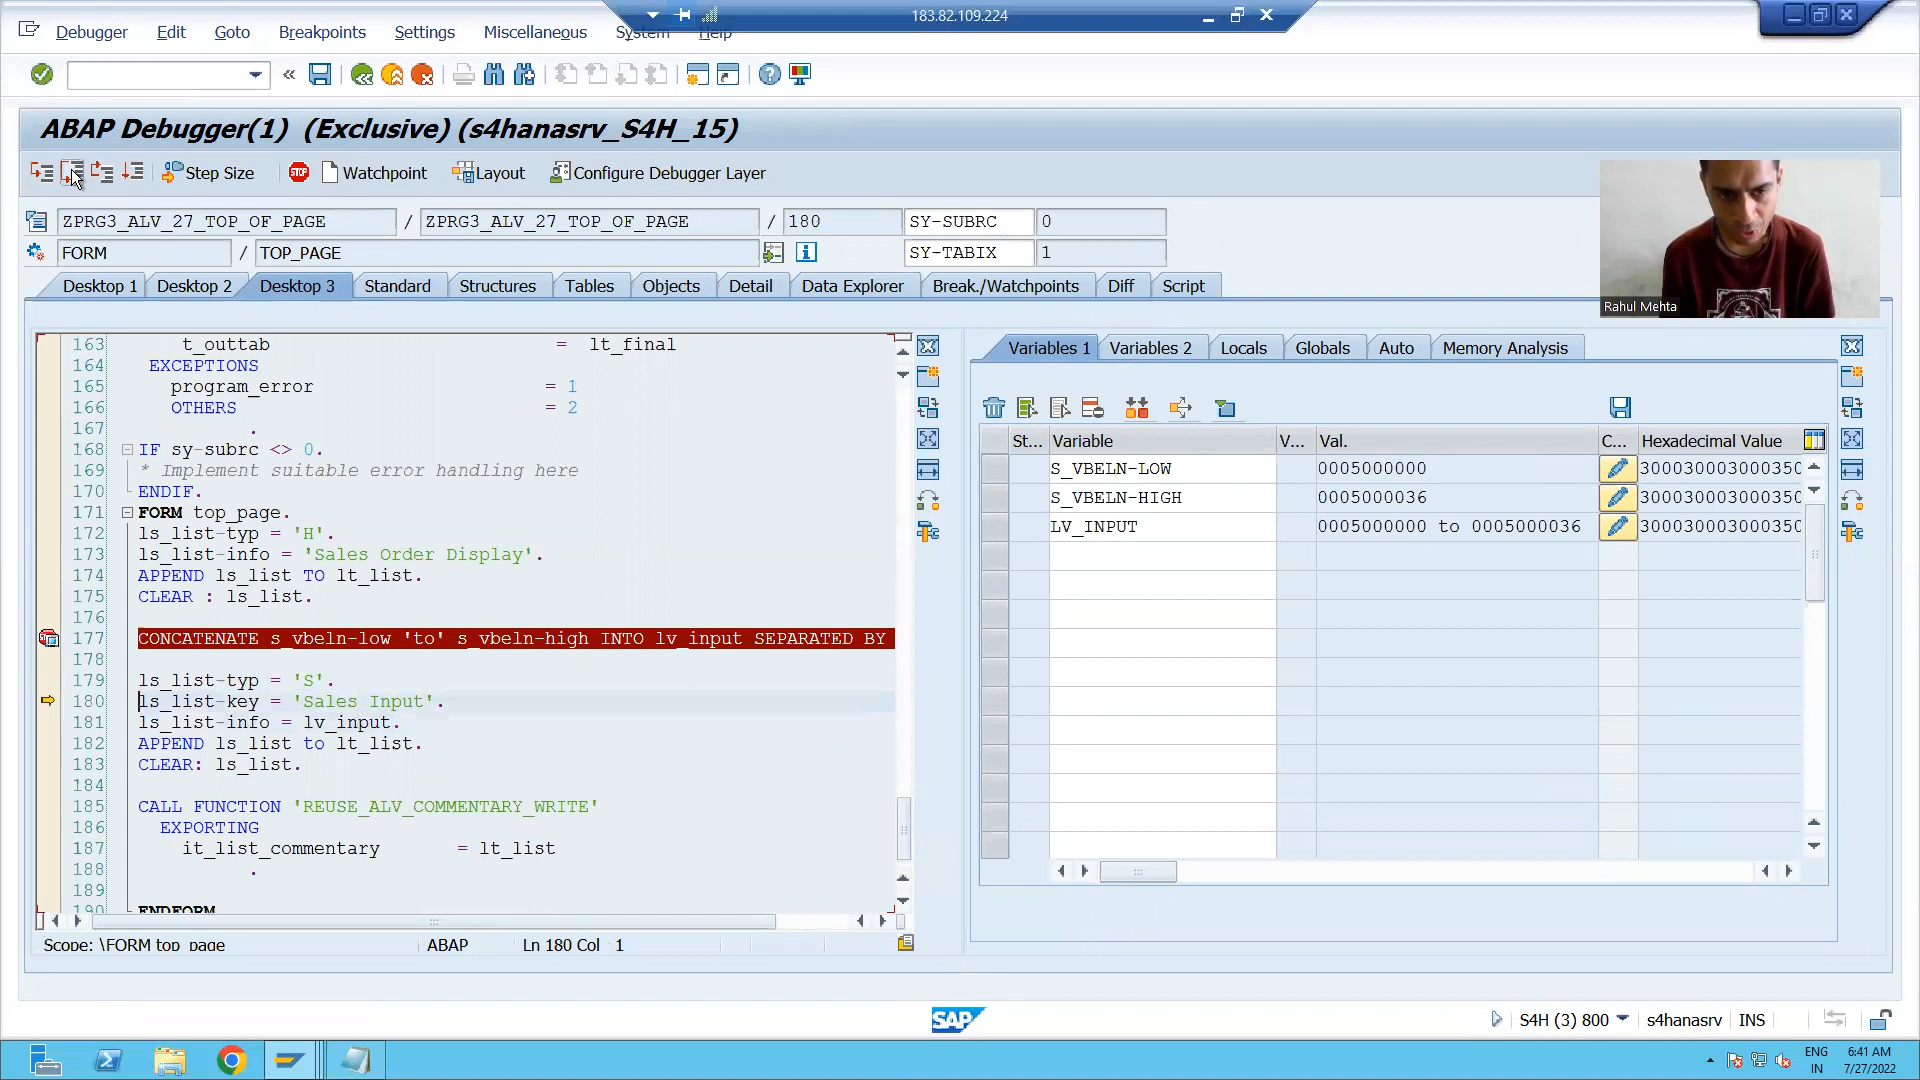 183.82.109.224
Debugger Edit Goto Breakpoints Settings Miscellaneous System Help
ABAP Debugger(1) (Exclusive) (s4hanasrv_S4H_15)
Step Size STOP Watchpoint Layout Configure Debugger Layer
ZPRG3_ALV_27_TOP_OF_PAGE / ZPRG3_ALV_27_TOP_OF_PAGE / 180 SY-SUBRC 0
FORM / TOP_PAGE SY-TABIX 1
Rahul Mehta
Desktop 1 Desktop 2 Desktop 3 Standard Structures Tables Objects Detail Data Explorer Break./Watchpoints Diff Script
163 t_outtab = lt_final
164 EXCEPTIONS
165 program_error = 1
166 OTHERS = 2
167 .
168 IF sy-subrc <> 0.
169 * Implement suitable error handling here
170 ENDIF.
171 FORM top_page.
172 ls_list-typ = 'H'.
173 ls_list-info = 'Sales Order Display'.
174 APPEND ls_list TO lt_list.
175 CLEAR : ls_list.
176
177 CONCATENATE s_vbeln-low 'to' s_vbeln-high INTO lv_input SEPARATED BY
178
179 ls_list-typ = 'S'.
180 ls_list-key = 'Sales Input'.
181 ls_list-info = lv_input.
182 APPEND ls_list to lt_list.
183 CLEAR: ls_list.
184
185 CALL FUNCTION 'REUSE_ALV_COMMENTARY_WRITE'
186 EXPORTING
187 it_list_commentary = lt_list
188 .
189
190 ENDFORM
Scope: \FORM top_page ABAP Ln 180 Col 1
Variables 1 Variables 2 Locals Globals Auto Memory Analysis
St... Variable V... Val. C... Hexadecimal Value
S_VBELN-LOW 0005000000 300030003000350C
S_VBELN-HIGH 0005000036 300030003000350C
LV_INPUT 0005000000 to 0005000036 300030003000350C
SAP
S4H (3) 800 s4hanasrv INS
ENG 6:41 AM
IN 7/27/2022